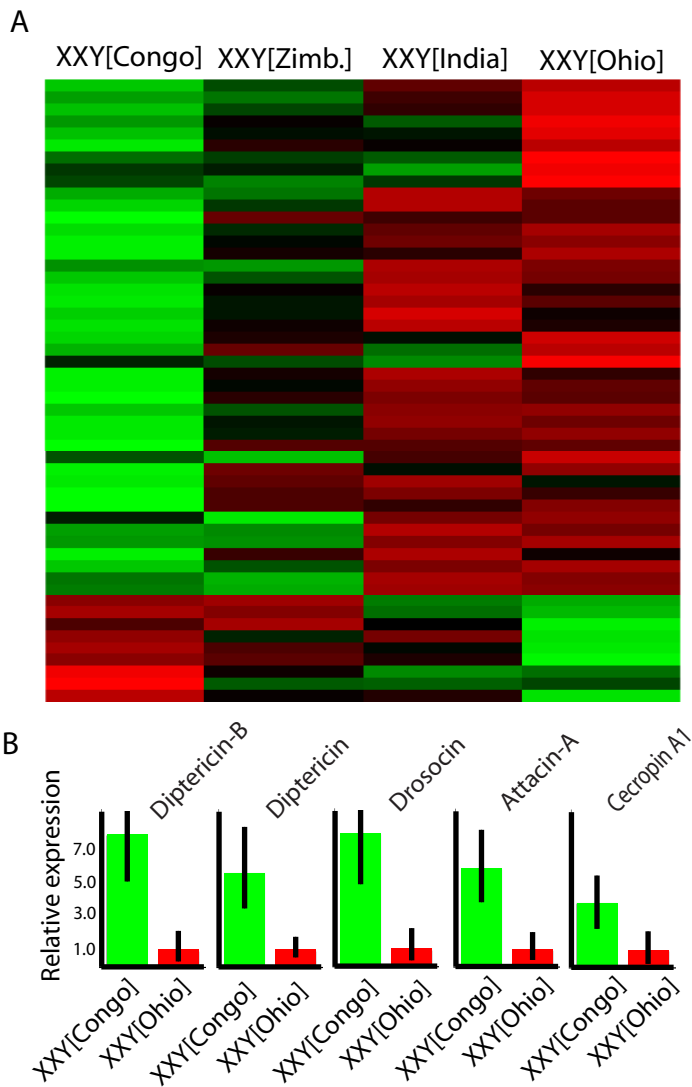 A
XXY[Congo] XXY[Zimb.] XXY[India] XXY[Ohio]
B
Diptericin-B Diptericin Drosocin Attacin-A Cecropin A1
Relative expression
7.0
5.0
3.0
1.0
XXY[Congo] XXY[Ohio] XXY[Congo] XXY[Ohio] XXY[Congo] XXY[Ohio] XXY[Congo] XXY[Ohio] XXY[Congo] XXY[Ohio]